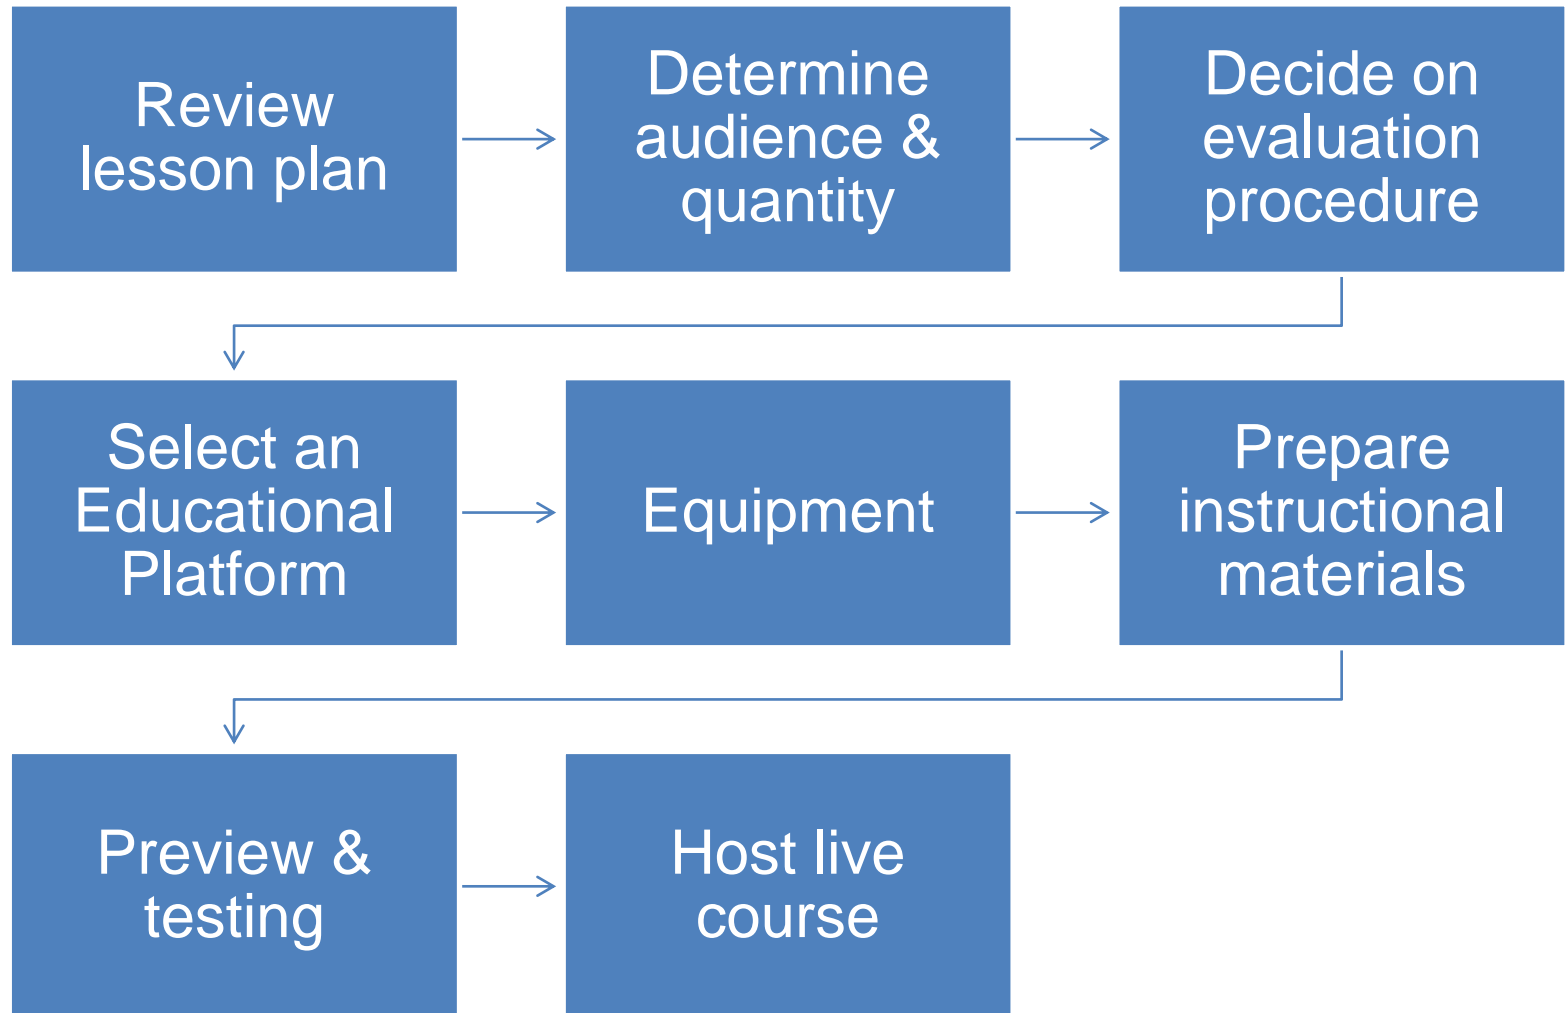 Review
lesson plan
Determine
audience &
quantity
Decide on
evaluation
procedure
Select an
Educational
Platform
Equipment
Prepare
instructional
materials
Preview &
testing
Host live
course